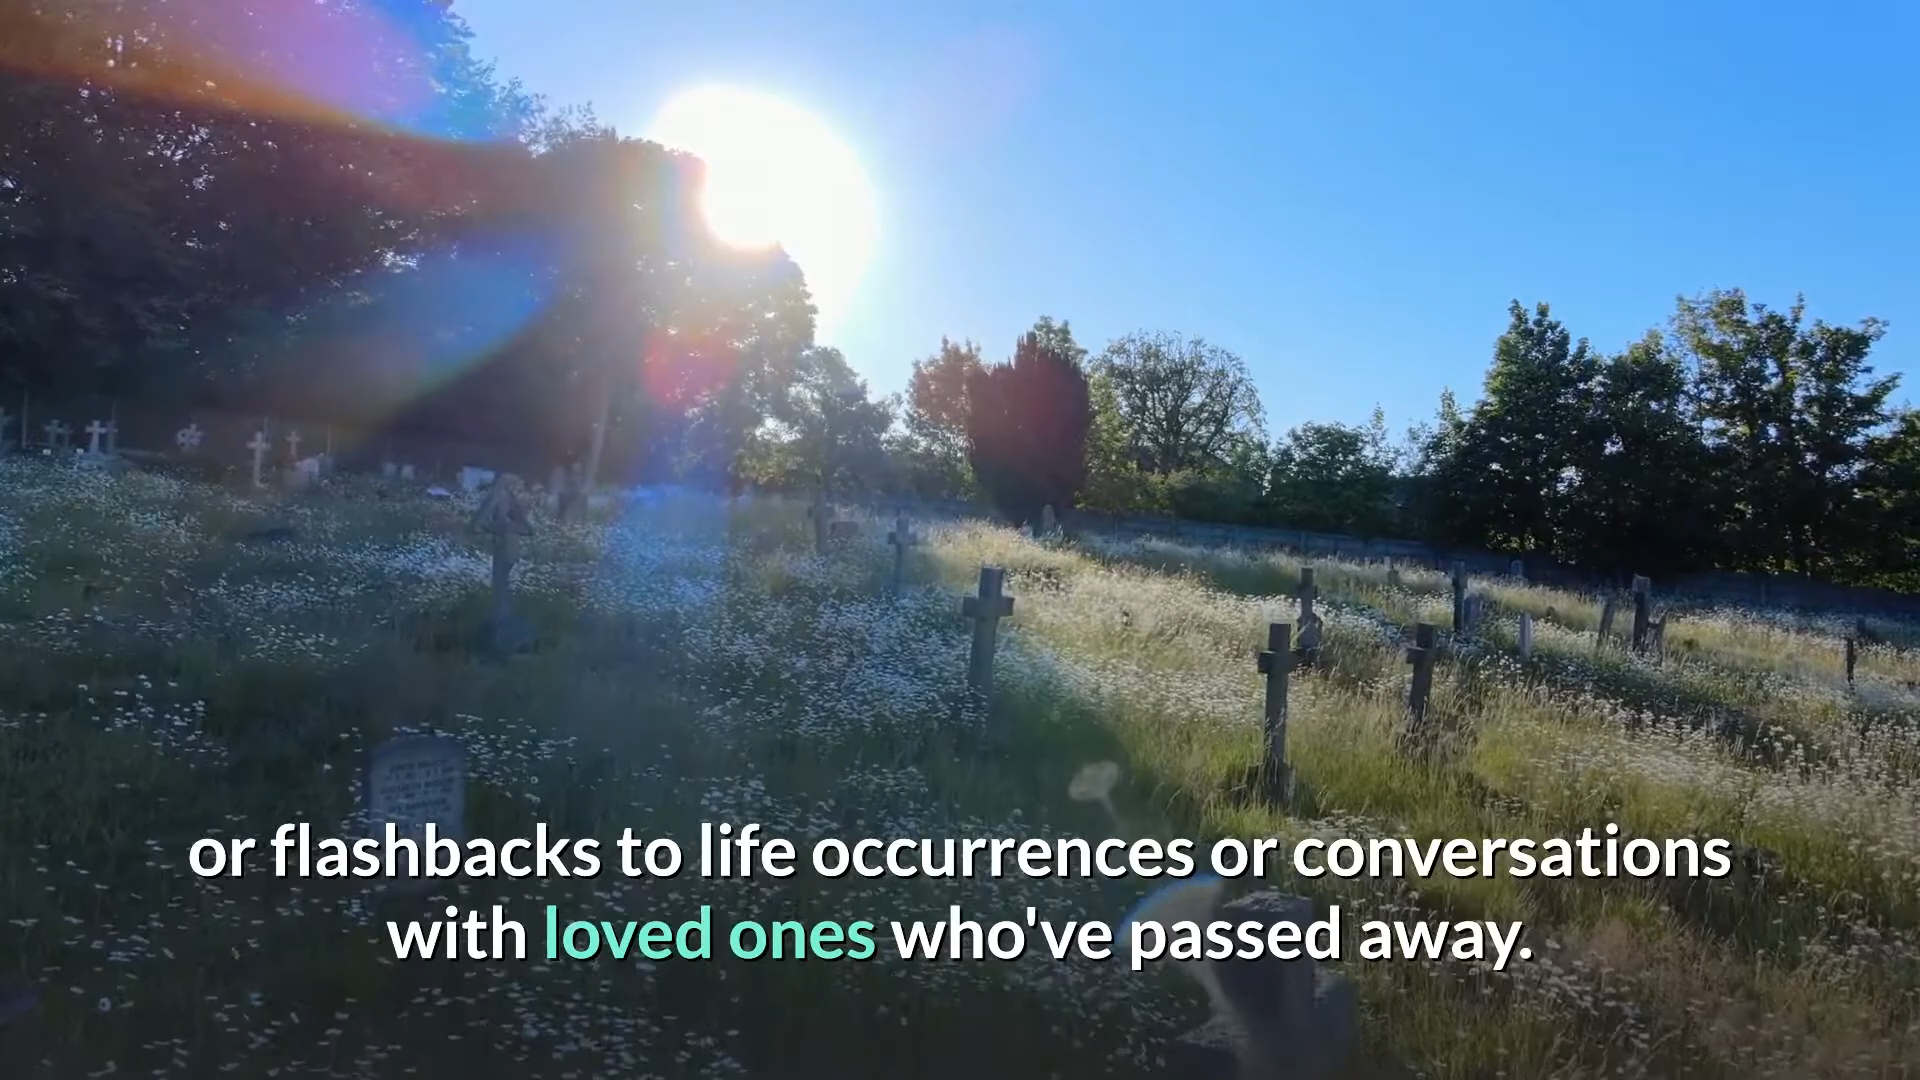 or flashbacks to life occurrences or conversations
with loved ones who've passed away.